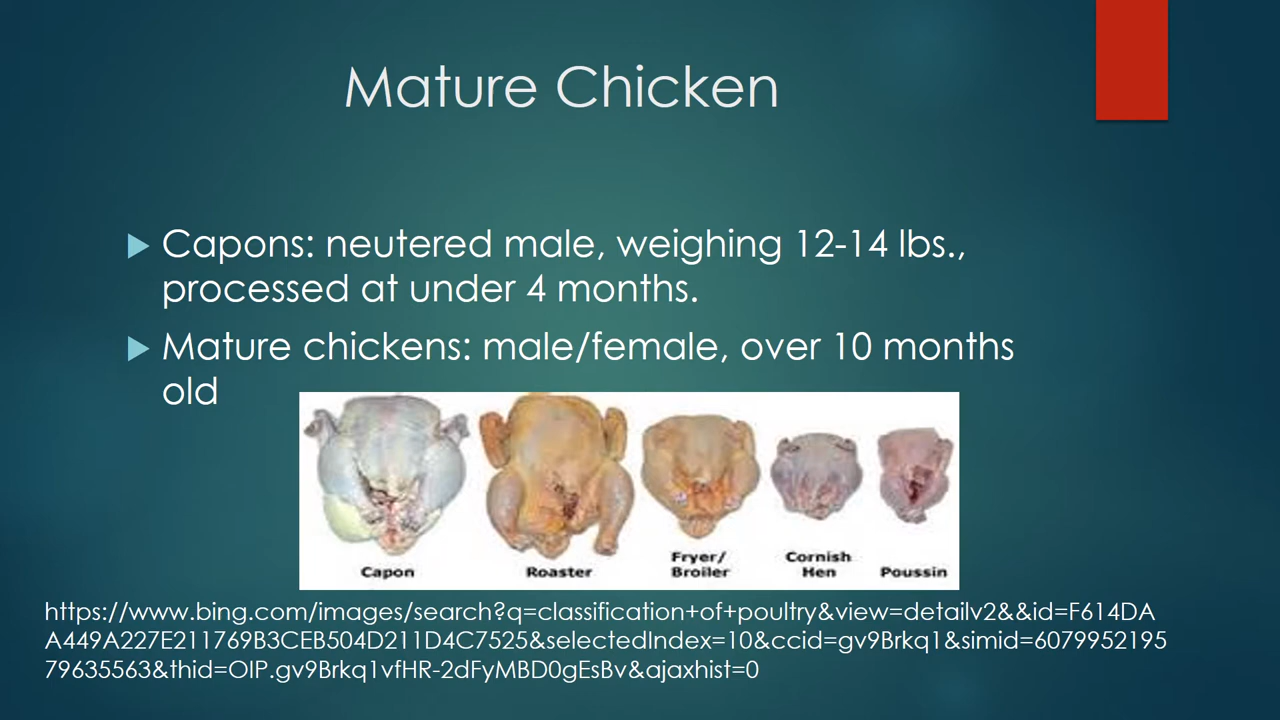 Mature Chicken
Capons: neutered male, weighing 12-14 lbs.,
processed at under 4 months.
Mature chickens: male/female, over 10 months
old
Capon
Roaster
Fryer/
Broiler
Cornish
Hen
Poussin
https://www.bing.com/images/search?q=classification+of+poultry&view=detailv2&&id=F614DA
A449A227E211769B3CEB504D211D4C7525&selectedIndex=10&ccid=gv9Brkq1&simid=6079952195
79635563&thid=OIP.gv9Brkq1vfHR-2dFyMBD0gEsBv&ajaxhist=0